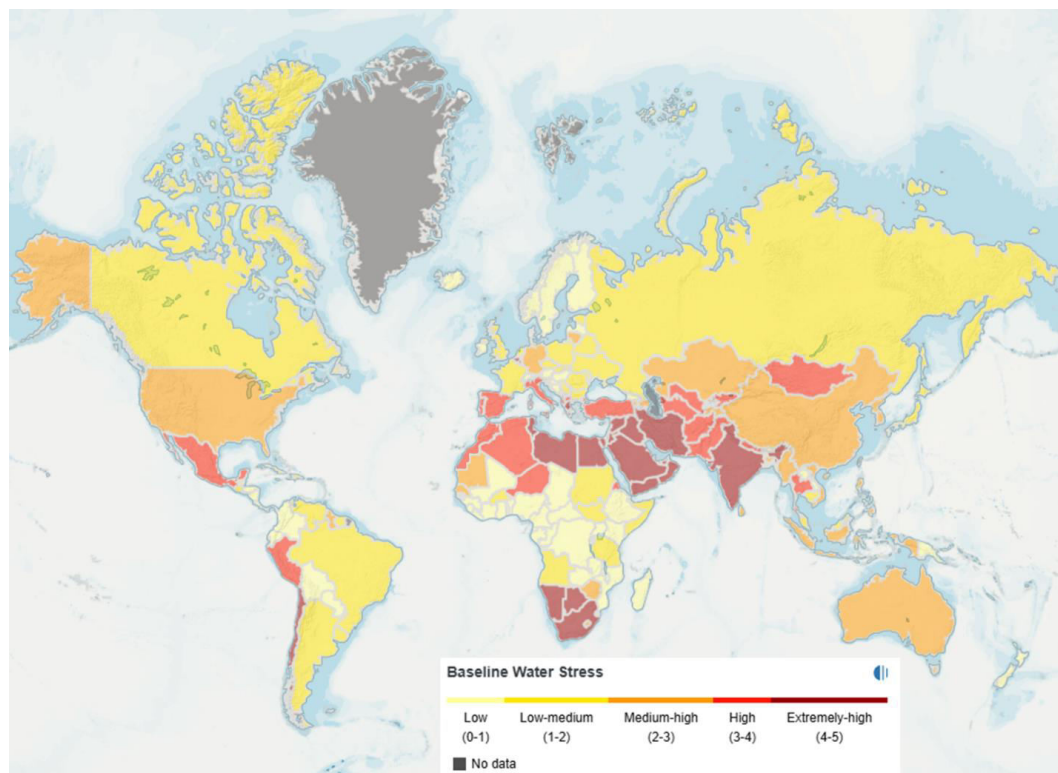 Baseline Water Stress
Low Low-medium Medium-high High Extremely-high
(0-1) (1-2) (2-3) (3-4) (4-5)
No data